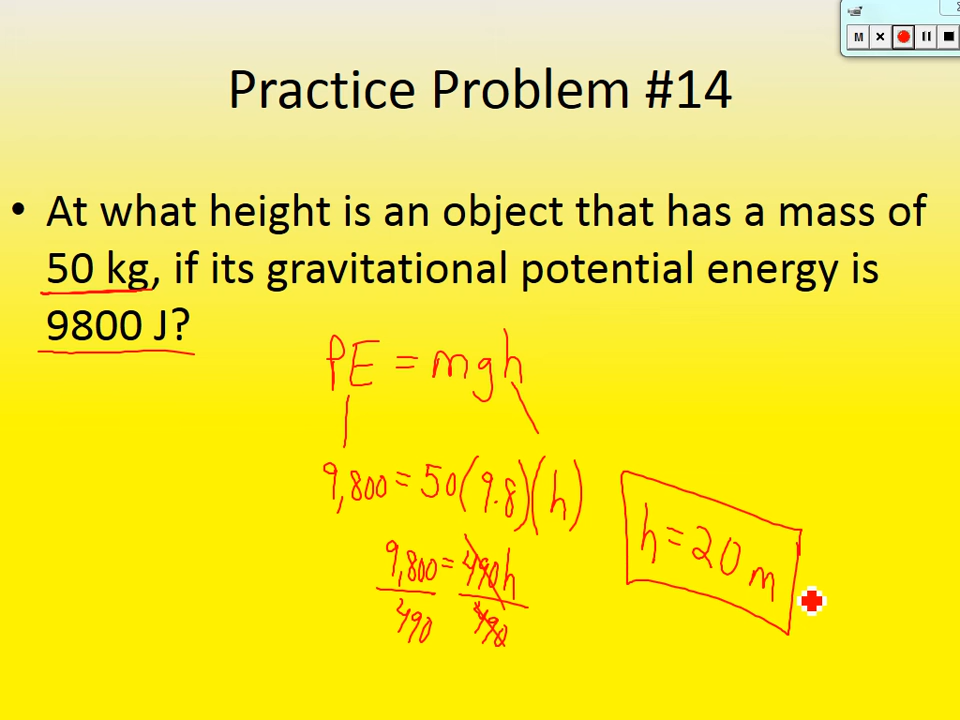 M
Practice Problem #14
• At what height is an object that has a mass of
50 kg, if its gravitational potential energy is
9800 J?
PE = mgh
9,800 = 50(9.8)(h)
9,800 = 490h
490 490
h = 20 m